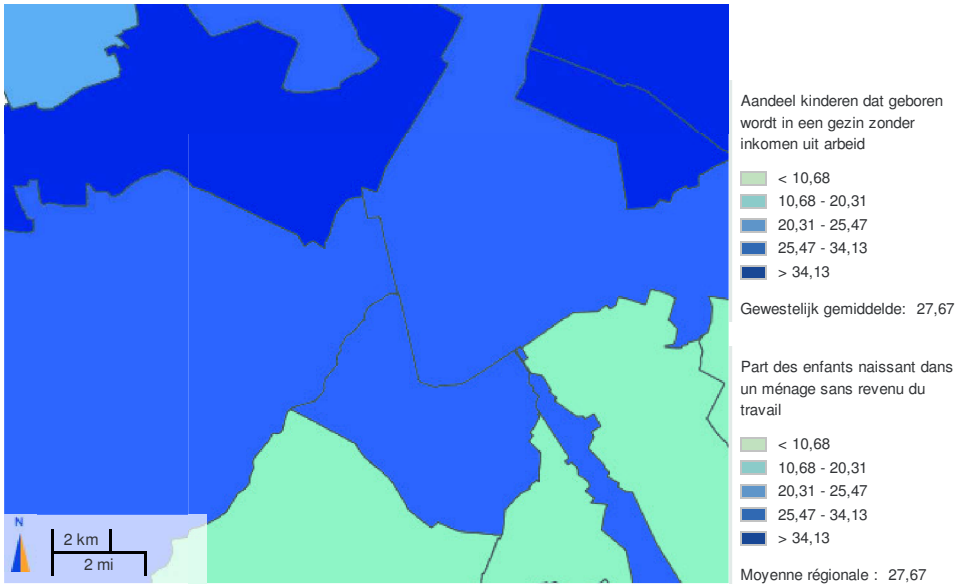 Aandeel kinderen dat geboren
wordt in een gezin zonder
inkomen uit arbeid
< 10,68
10,68 - 20,31
20,31 - 25,47
25,47 - 34,13
> 34,13
Gewestelijk gemiddelde: 27,67
Part des enfants naissant dans
un ménage sans revenu du
travail
< 10,68
10,68 - 20,31
20,31 - 25,47
25,47 - 34,13
> 34,13
Moyenne régionale : 27,67
N
2 km
2 mi